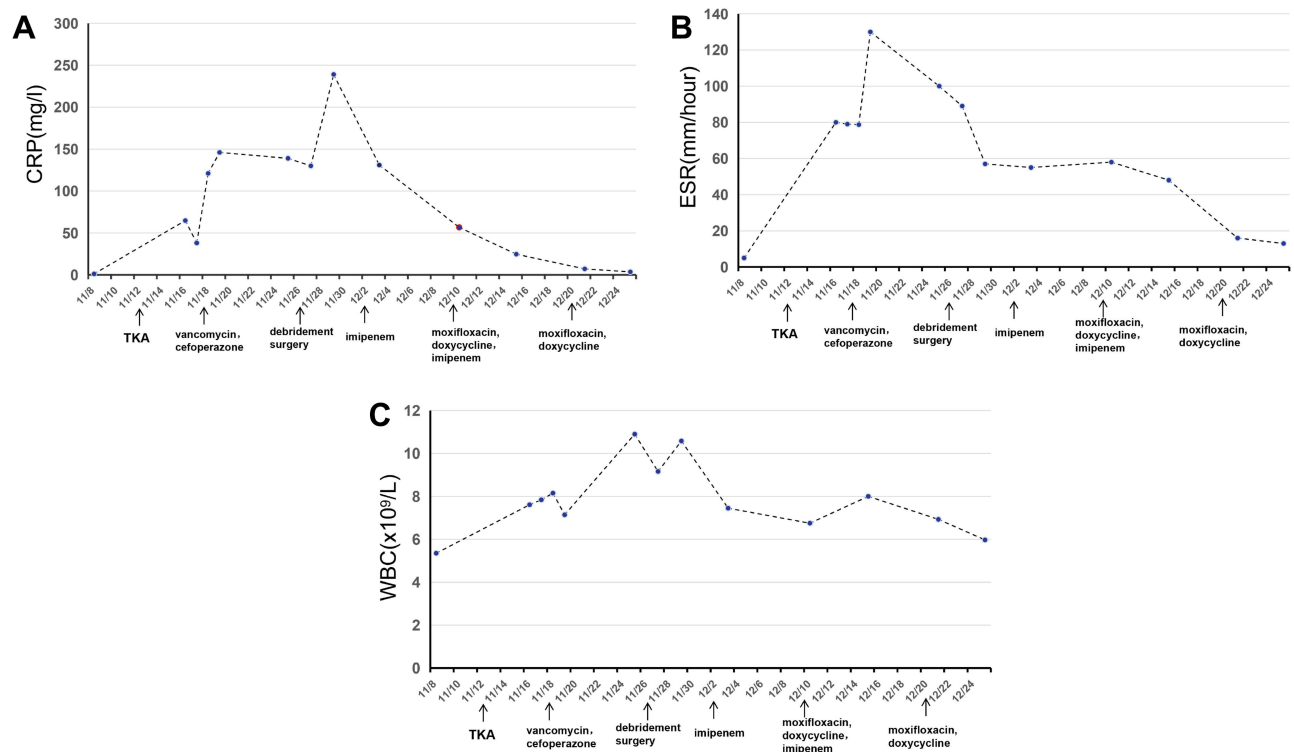 A
CRP(mg/l)
300
250
200
150
100
50
0
11/8 11/10 11/12 11/14 11/16 11/18 11/20 11/22 11/24 11/26 11/28 11/30 12/2 12/4 12/6 12/8 12/10 12/12 12/14 12/16 12/18 12/20 12/22 12/24
TKA
vancomycin,
cefoperazone
debridement
surgery
imipenem
moxifloxacin,
doxycycline,
imipenem
moxifloxacin,
doxycycline
B
ESR(mm/hour)
140
120
100
80
60
40
20
0
11/8 11/10 11/12 11/14 11/16 11/18 11/20 11/22 11/24 11/26 11/28 11/30 12/2 12/4 12/6 12/8 12/10 12/12 12/14 12/16 12/18 12/20 12/22 12/24
TKA
vancomycin,
cefoperazone
debridement
surgery
imipenem
moxifloxacin,
doxycycline,
imipenem
moxifloxacin,
doxycycline
C
WBC(x10⁹/L)
12
10
8
6
4
2
0
11/8 11/10 11/12 11/14 11/16 11/18 11/20 11/22 11/24 11/26 11/28 11/30 12/2 12/4 12/6 12/8 12/10 12/12 12/14 12/16 12/18 12/20 12/22 12/24
TKA
vancomycin,
cefoperazone
debridement
surgery
imipenem
moxifloxacin,
doxycycline,
imipenem
moxifloxacin,
doxycycline